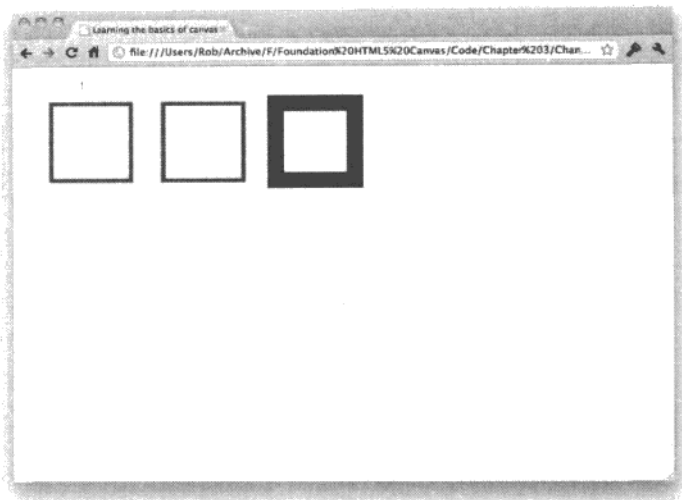 Learning the basics of canvas
file:///Users/Rob/Archive/F/Foundation%20HTML5%20Canvas/Code/Chapter%203/Chan...